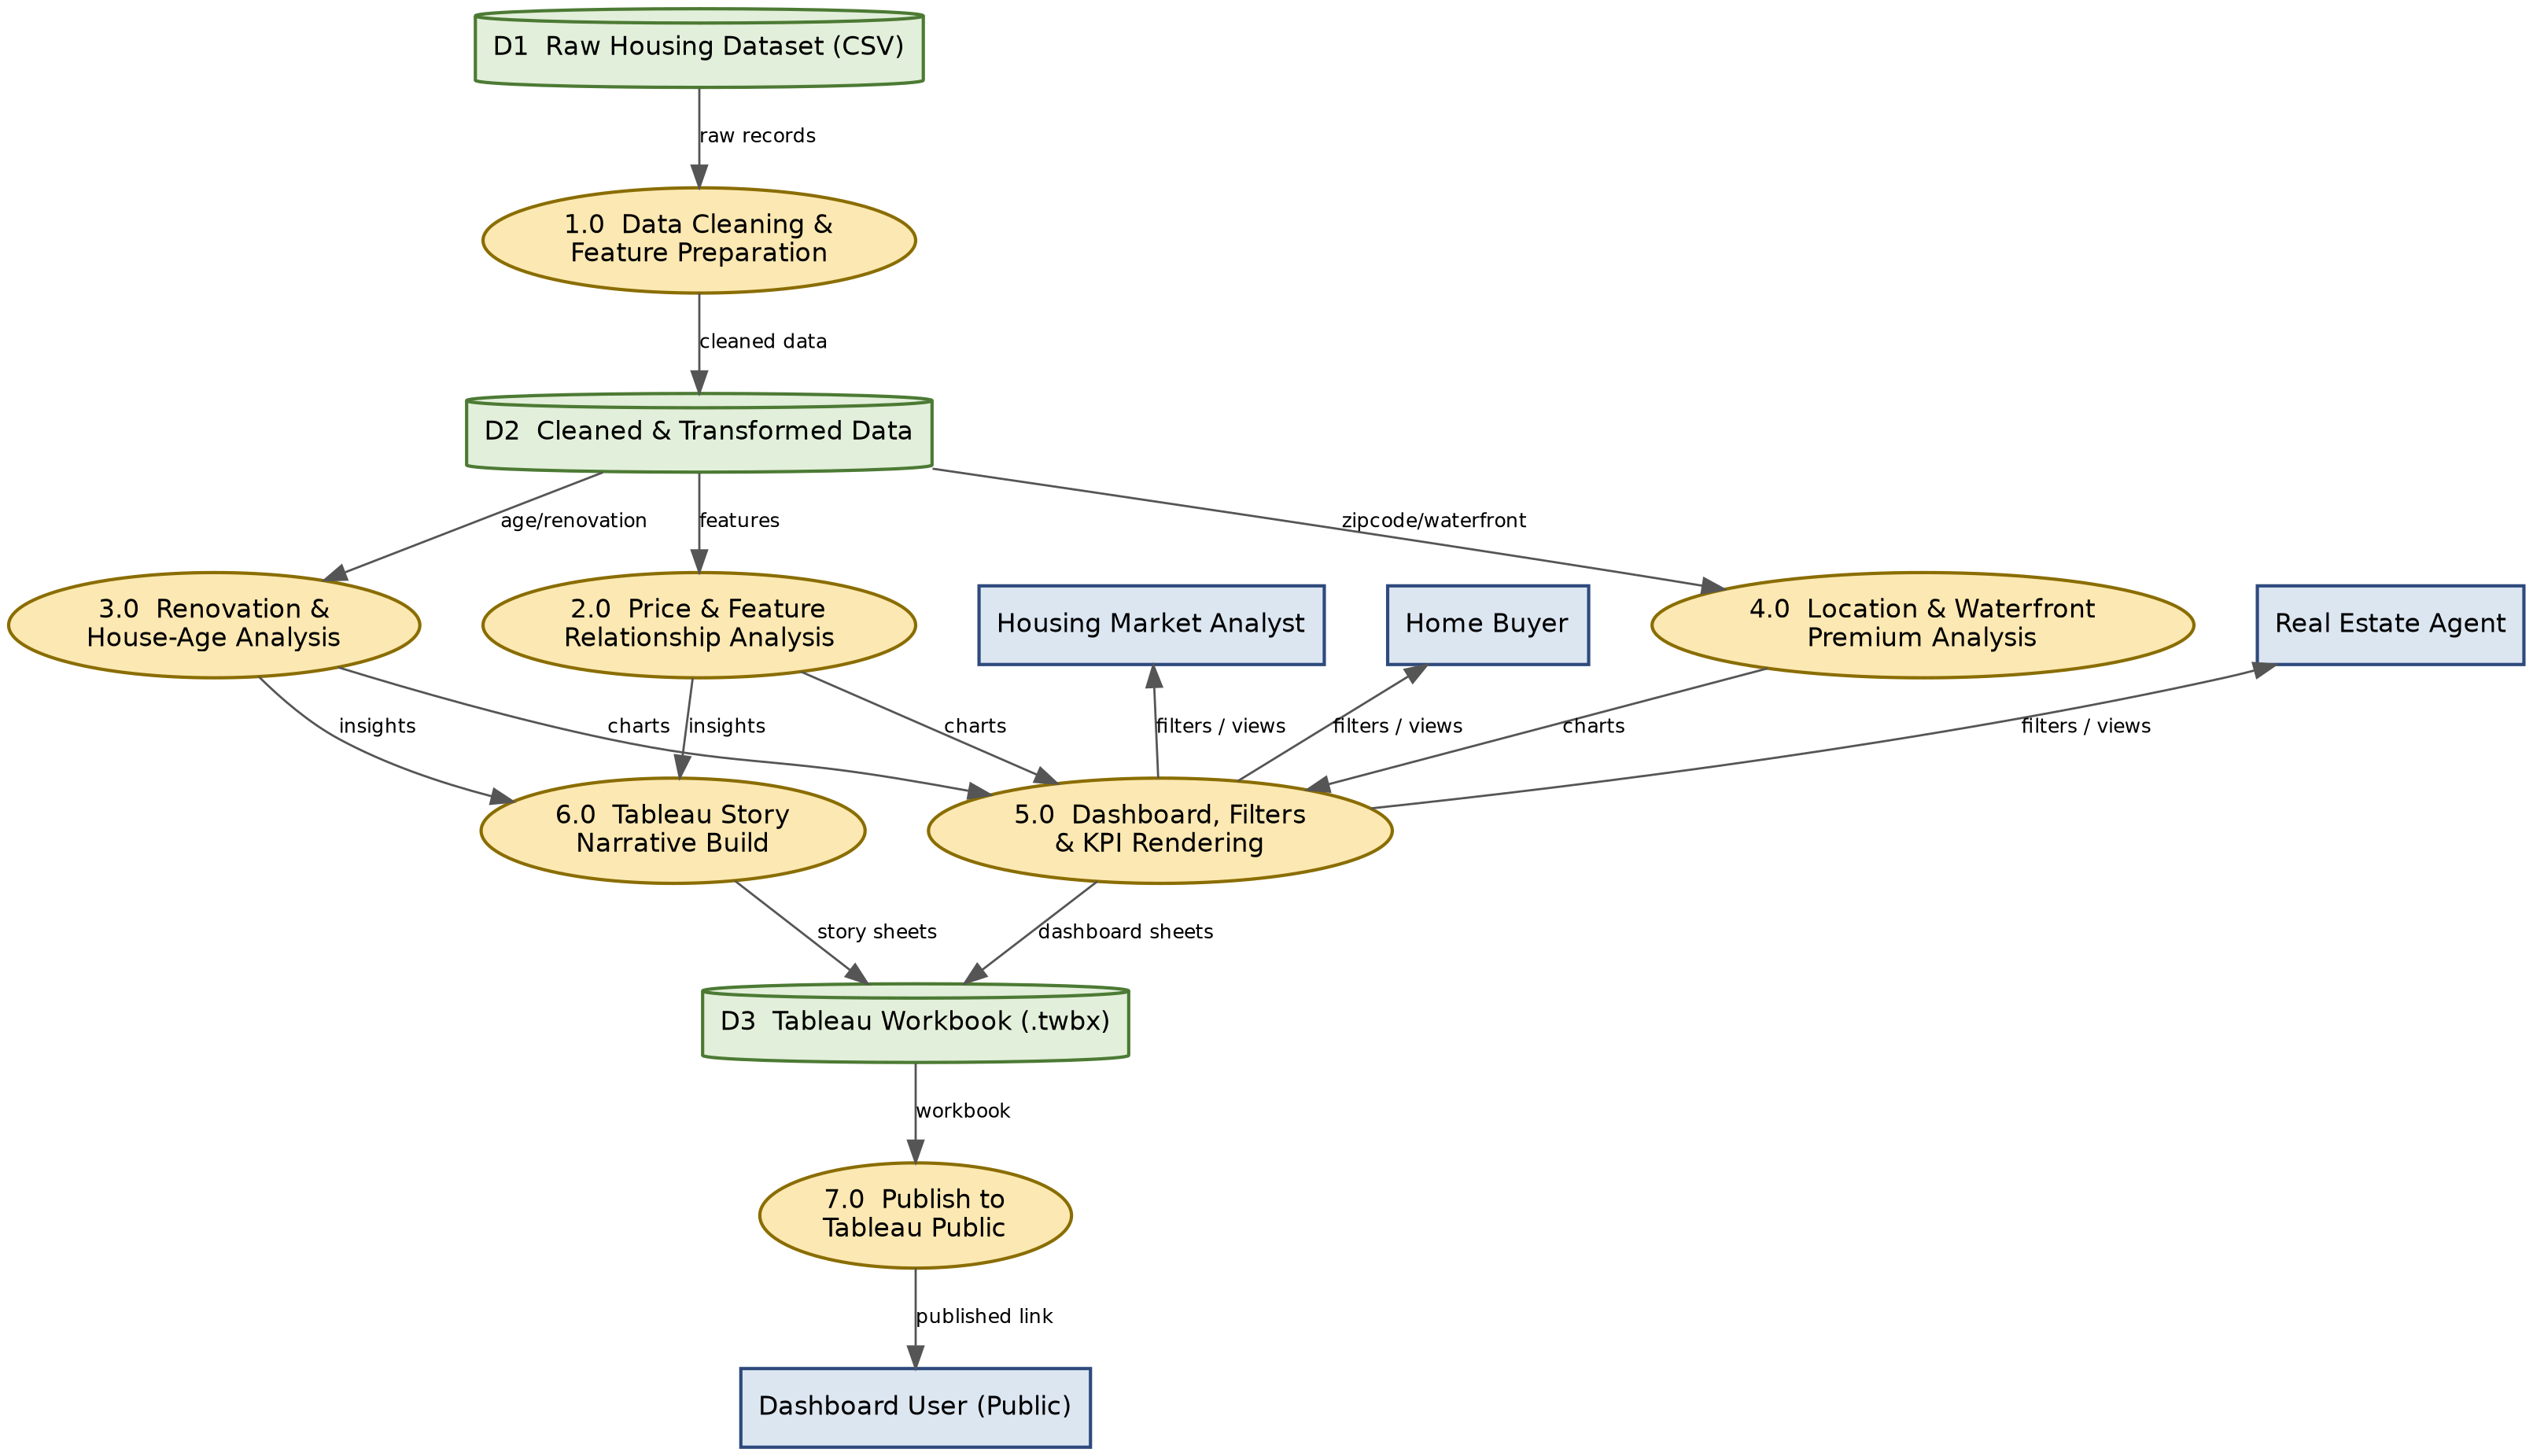 D1  Raw Housing Dataset (CSV)
raw records
1.0  Data Cleaning &
Feature Preparation
cleaned data
D2  Cleaned & Transformed Data
age/renovation
features
zipcode/waterfront
3.0  Renovation &
House-Age Analysis
2.0  Price & Feature
Relationship Analysis
Housing Market Analyst
Home Buyer
4.0  Location & Waterfront
Premium Analysis
Real Estate Agent
insights
charts
insights
charts
filters / views
filters / views
charts
filters / views
6.0  Tableau Story
Narrative Build
5.0  Dashboard, Filters
& KPI Rendering
story sheets
dashboard sheets
D3  Tableau Workbook (.twbx)
workbook
7.0  Publish to
Tableau Public
published link
Dashboard User (Public)